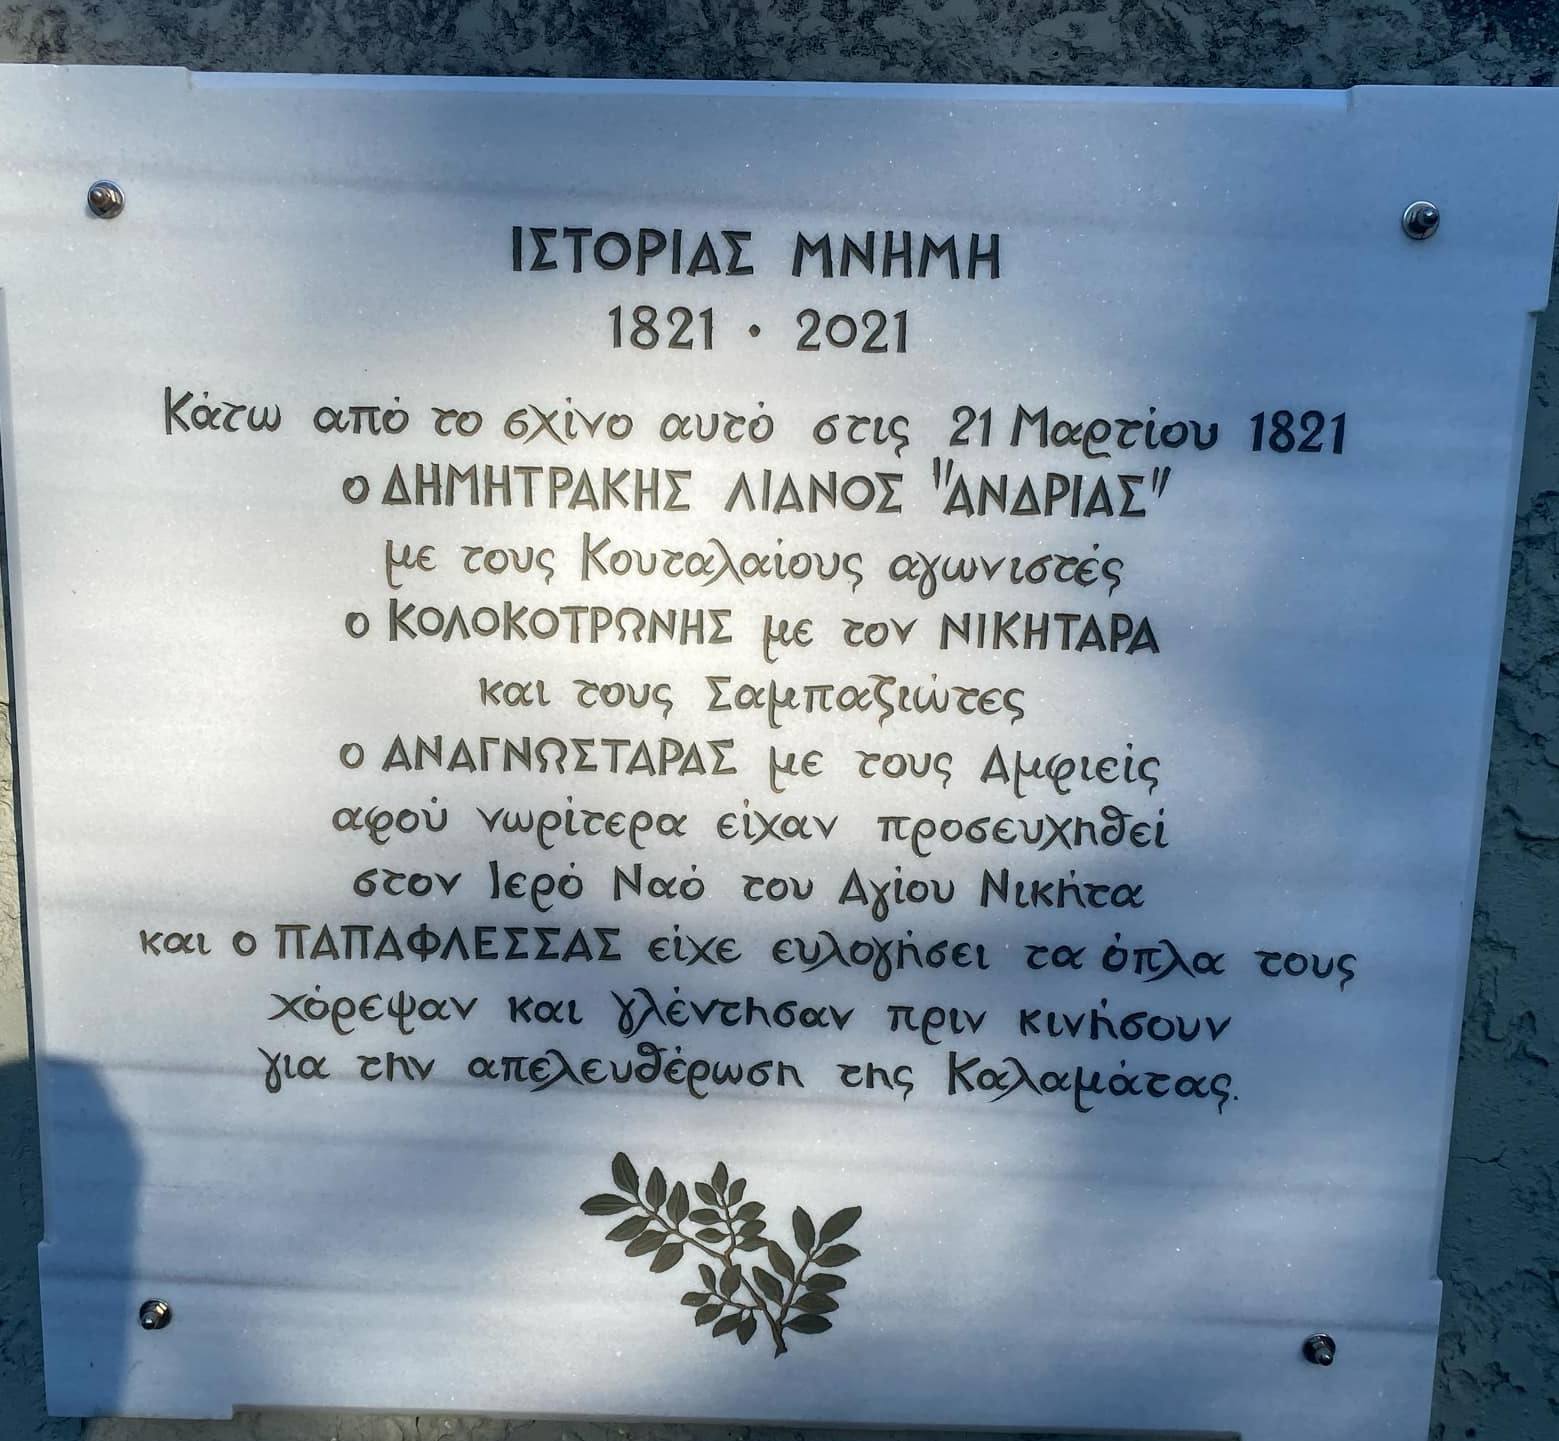 ΙΣΤΟΡΙΑΣ ΜΝΗΜΗ
1821 · 2021
Κάτω από το σχίνο αυτό στις 21 Μαρτίου 1821
ο ΔΗΜΗΤΡΑΚΗΣ ΛΙΑΝΟΣ "ΑΝΔΡΙΑΣ"
με τους Κουταλαίους αγωνιστές
ο ΚΟΛΟΚΟΤΡΩΝΗΣ με τον ΝΙΚΗΤΑΡΑ
και τους Σαμπαζιώτες
ο ΑΝΑΓΝΩΣΤΑΡΑΣ με τους Αμφιείς
αφού νωρίτερα είχαν προσευχηθεί
στον Ιερό Ναό του Αγίου Νικήτα
και ο ΠΑΠΑΦΛΕΣΣΑΣ είχε ευλογήσει τα όπλα τους
χόρεψαν και γλέντησαν πριν κινήσουν
για την απελευθέρωση της Καλαμάτας.